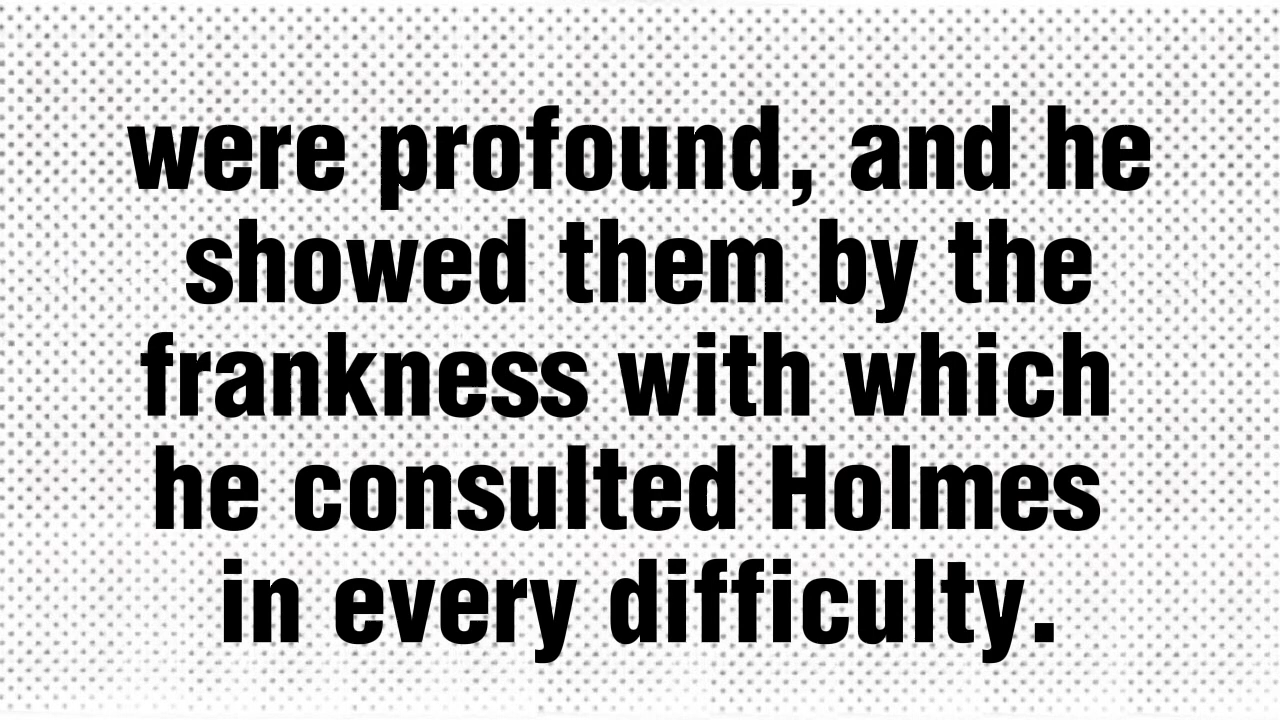 were profound, and he
showed them by the
frankness with which
he consulted Holmes
in every difficulty.